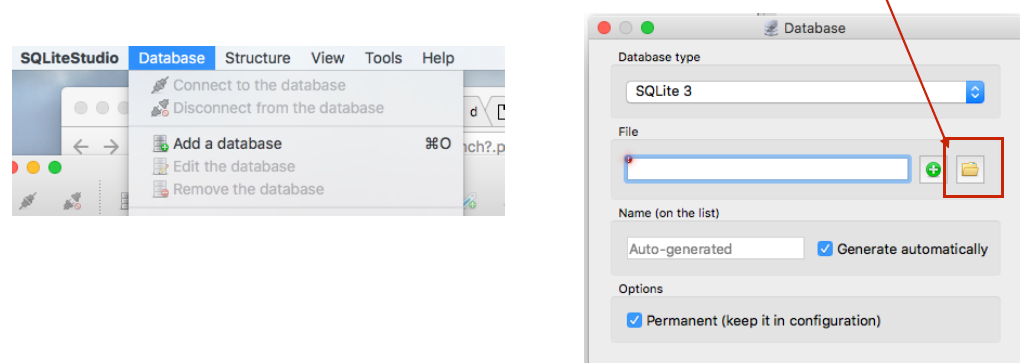 SQLiteStudio Database Structure View Tools Help
Connect to the database
Disconnect from the database
d
Add a database ⌘O
nch?.p
Edit the database
Remove the database
Database
Database type
SQLite 3
File
Name (on the list)
Auto-generated Generate automatically
Options
Permanent (keep it in configuration)